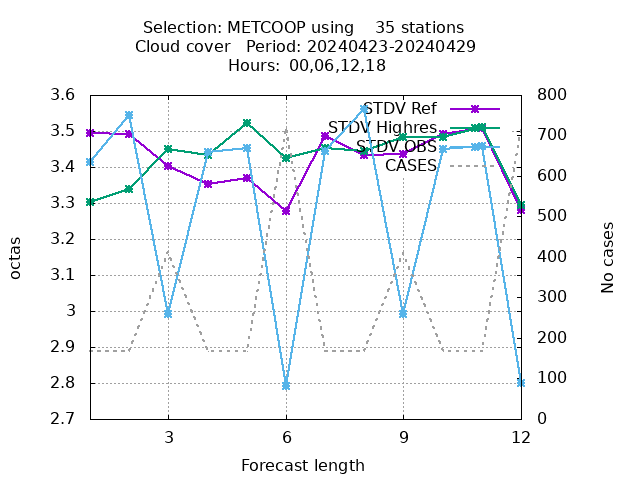 Selection: METCOOP using 35 stations
Cloud cover Period: 20240423-20240429
Hours: 00,06,12,18
STDV Ref
STDV Highres
STDV OBS
CASES
3.6
3.5
3.4
3.3
3.2
3.1
3
2.9
2.8
2.7
octas
800
700
600
500
400
300
200
100
0
No cases
3 6 9 12
Forecast length